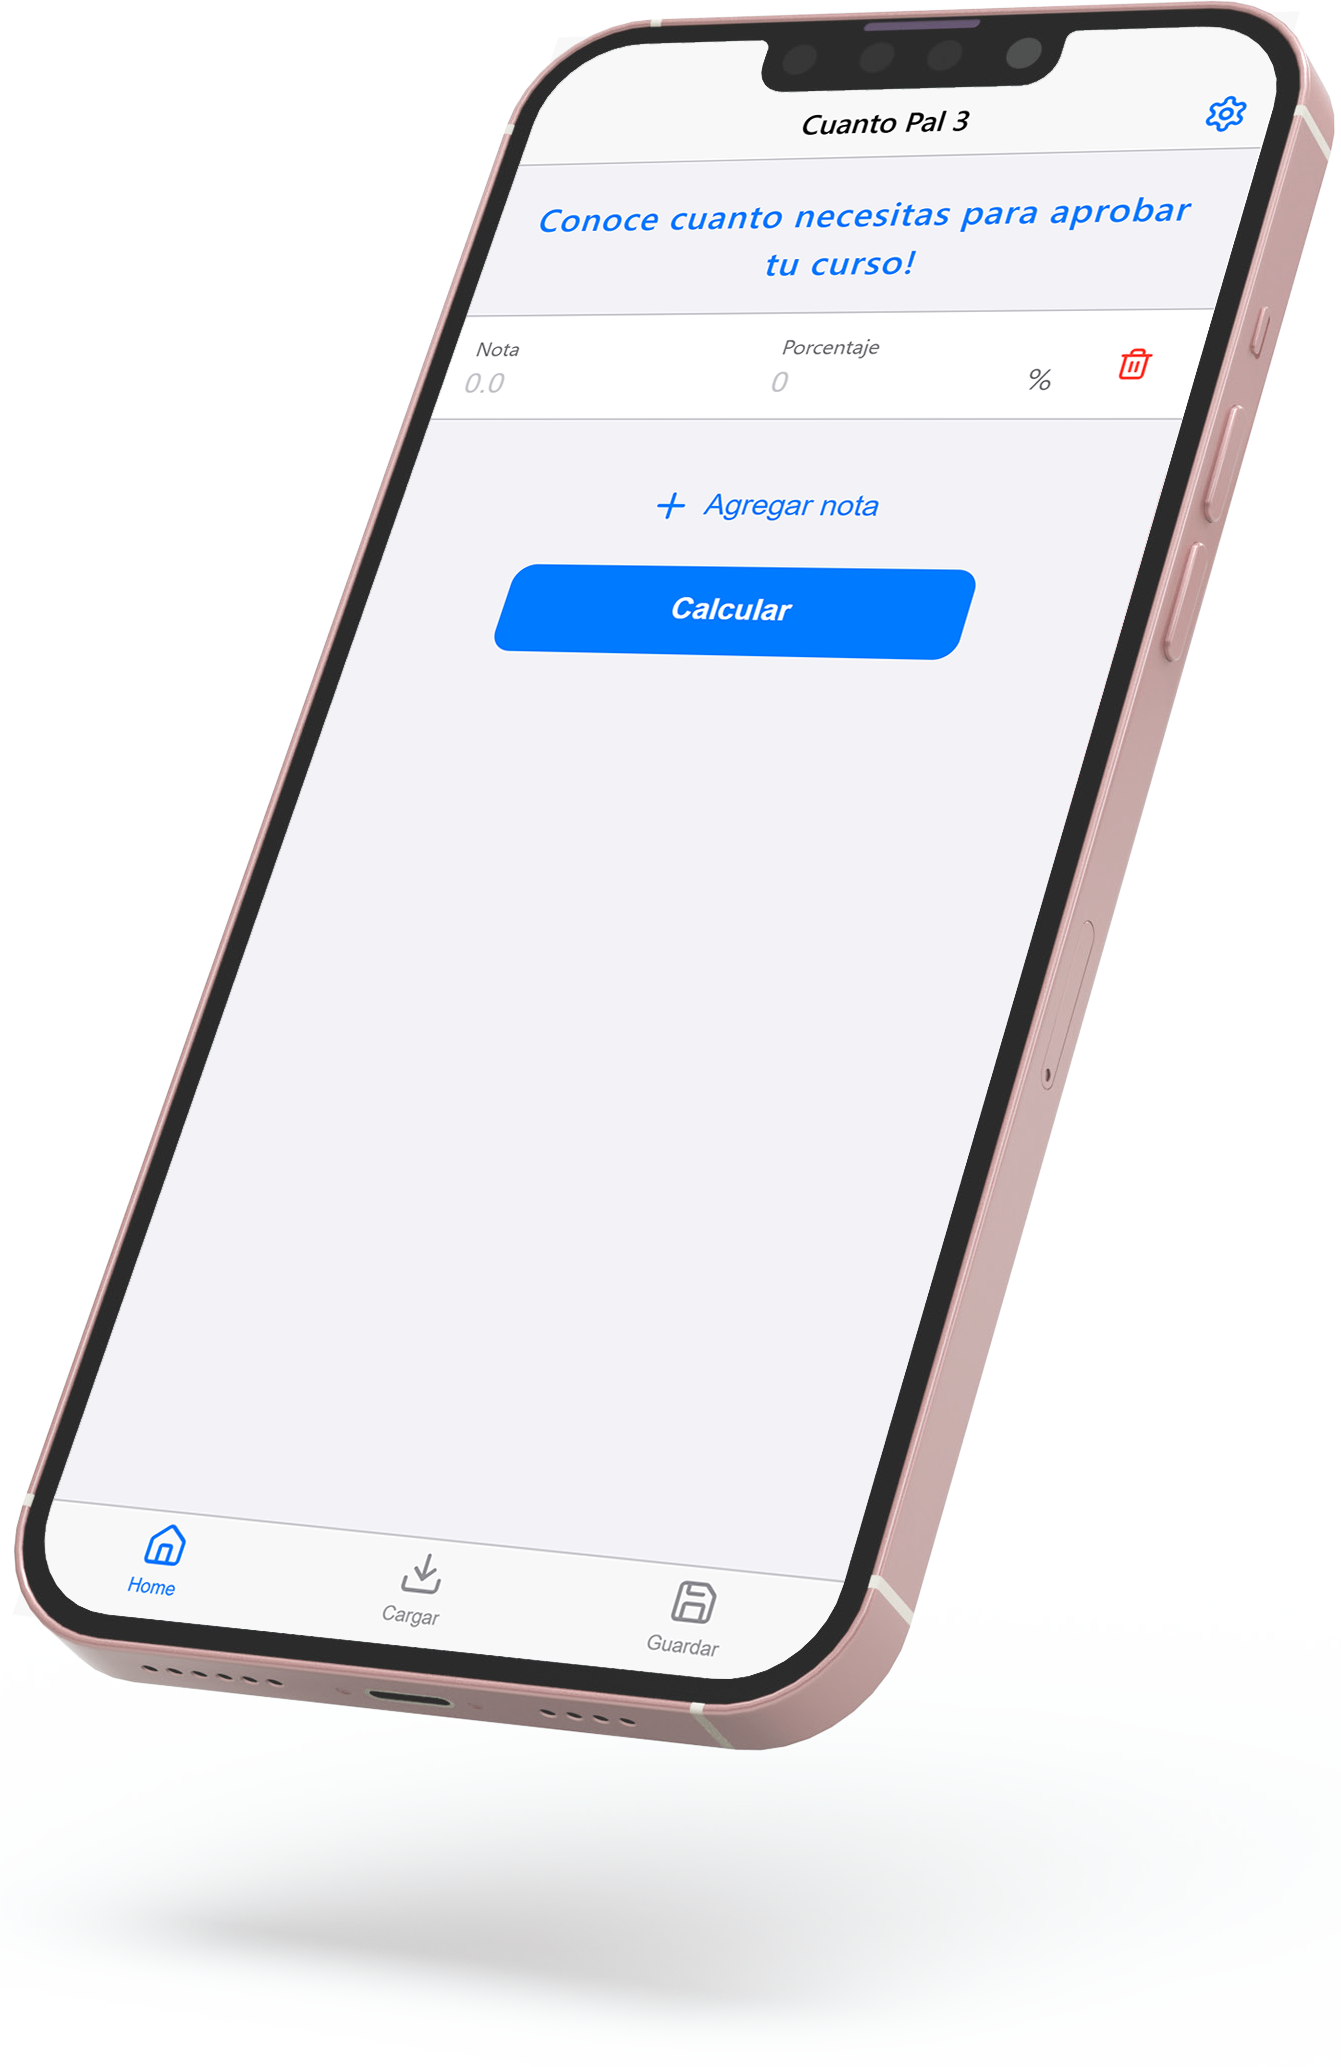 Cuanto Pal 3
Conoce cuanto necesitas para aprobar
tu curso!
Nota
Porcentaje
0.0
0
%
+ Agregar nota
Calcular
Home
Cargar
Guardar